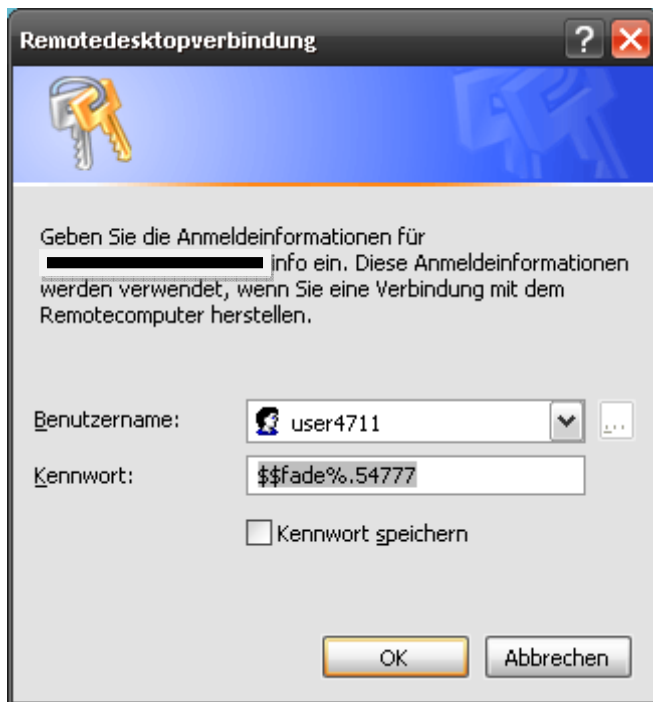 Remotedesktopverbindung
Geben Sie die Anmeldeinformationen für
info ein. Diese Anmeldeinformationen
werden verwendet, wenn Sie eine Verbindung mit dem
Remotecomputer herstellen.
Benutzername: user4711 ...
Kennwort: $$fade%.54777
Kennwort speichern
OK Abbrechen